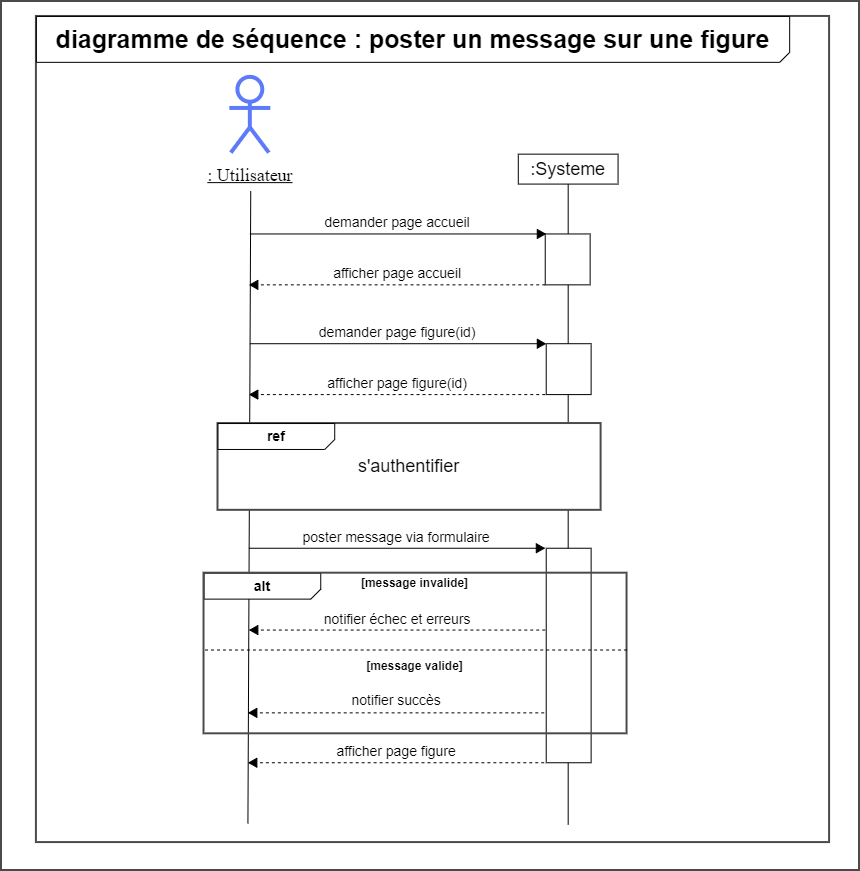 diagramme de séquence : poster un message sur une figure
: Utilisateur
:Systeme
demander page accueil
afficher page accueil
demander page figure(id)
afficher page figure(id)
ref
s'authentifier
poster message via formulaire
alt
[message invalide]
notifier échec et erreurs
[message valide]
notifier succès
afficher page figure